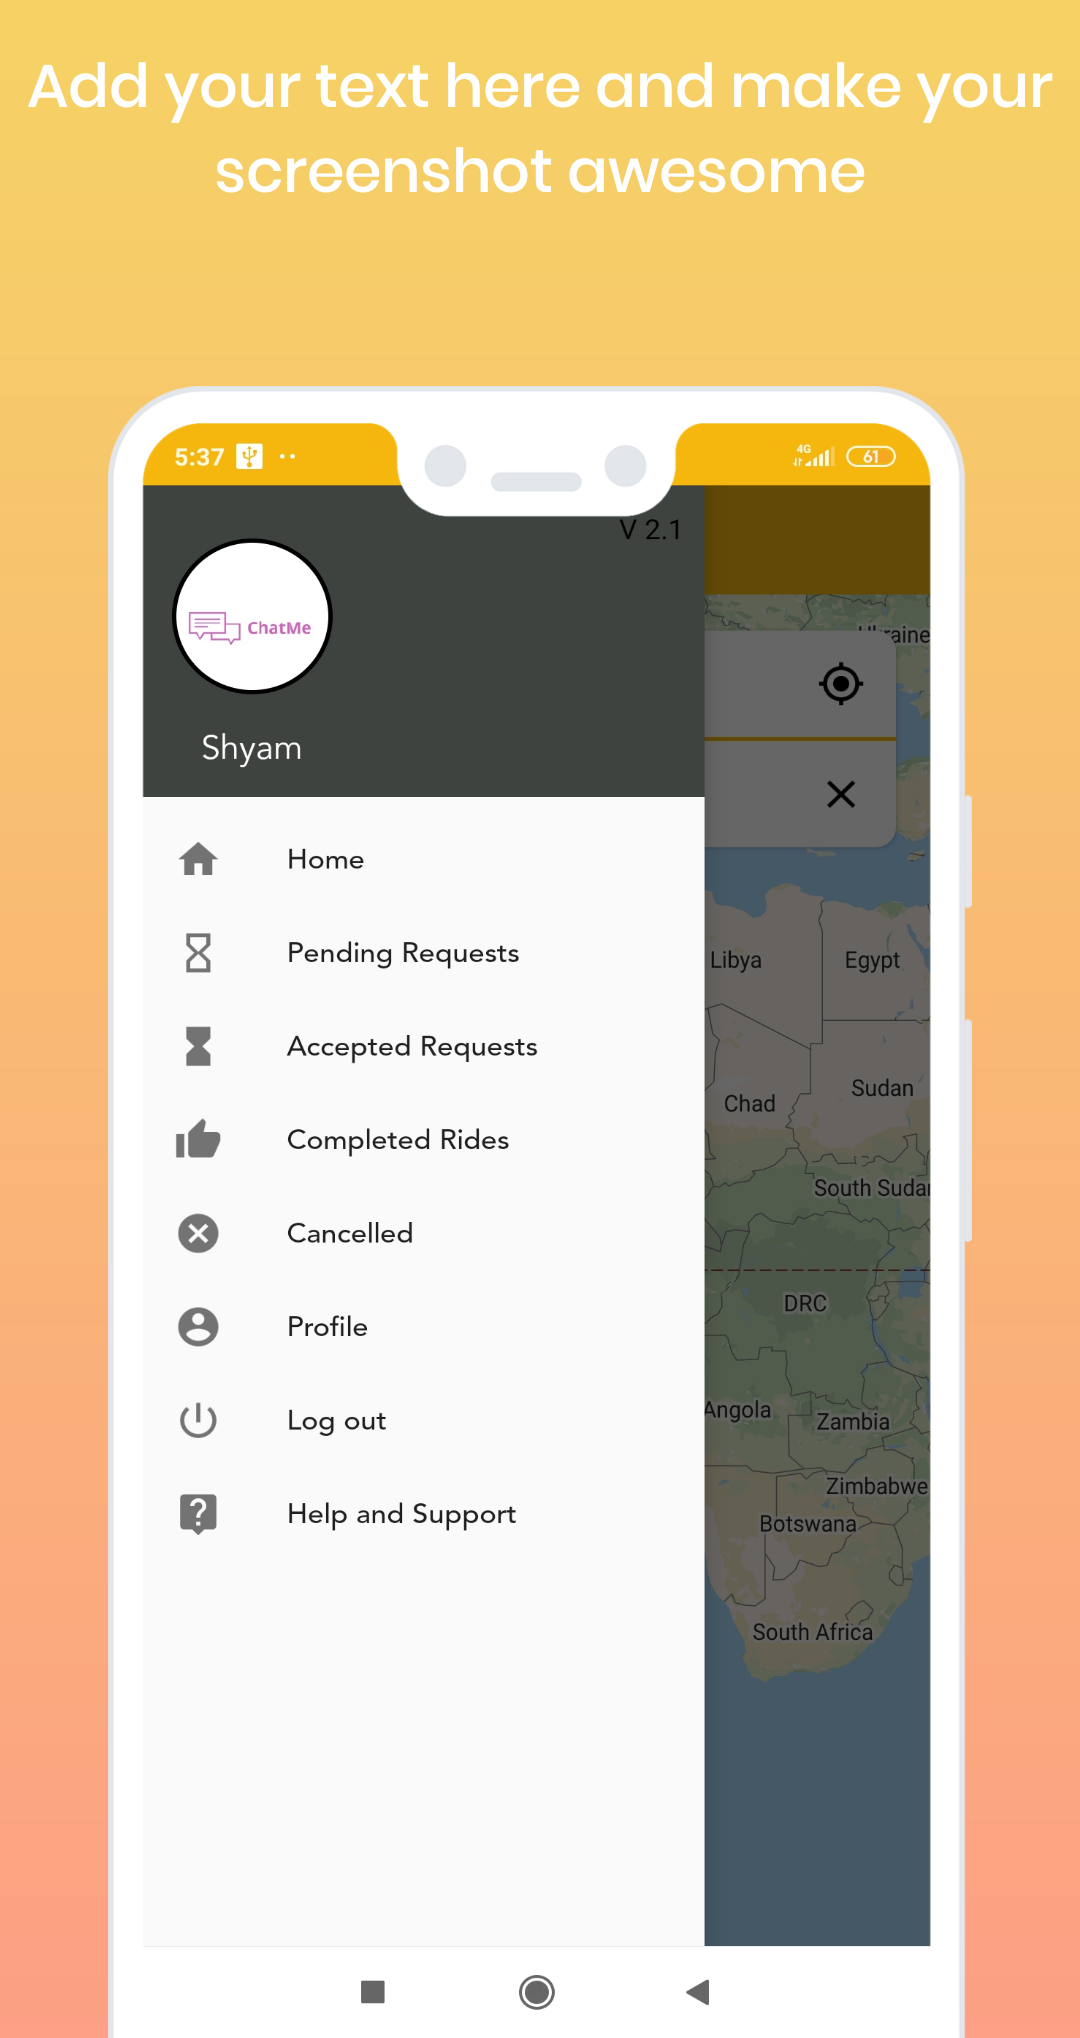 Add your text here and make your
screenshot awesome
5:37
4G
61
V 2.1
ChatMe
Shyam
Home
Pending Requests
Accepted Requests
Completed Rides
Cancelled
Profile
Log out
Help and Support
Ukraine
Libya
Egypt
Chad
Sudan
South Sudan
DRC
Angola
Zambia
Zimbabwe
Botswana
South Africa